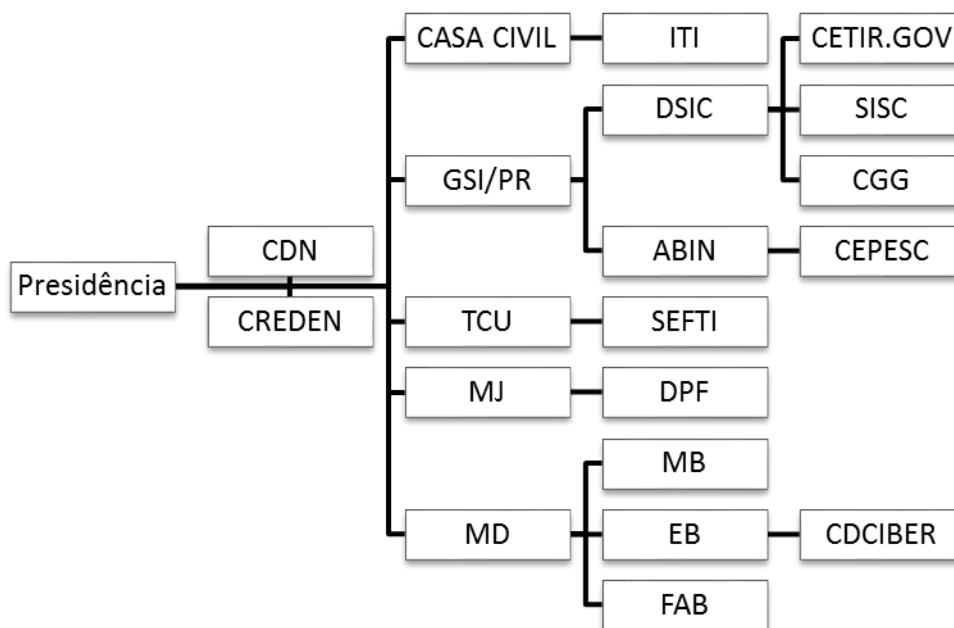 CASA CIVIL
ITI
CETIR.GOV
DSIC
SISC
GSI/PR
CGG
CDN
ABIN
CEPESC
Presidência
CREDEN
TCU
SEFTI
MJ
DPF
MB
MD
EB
CDCIBER
FAB